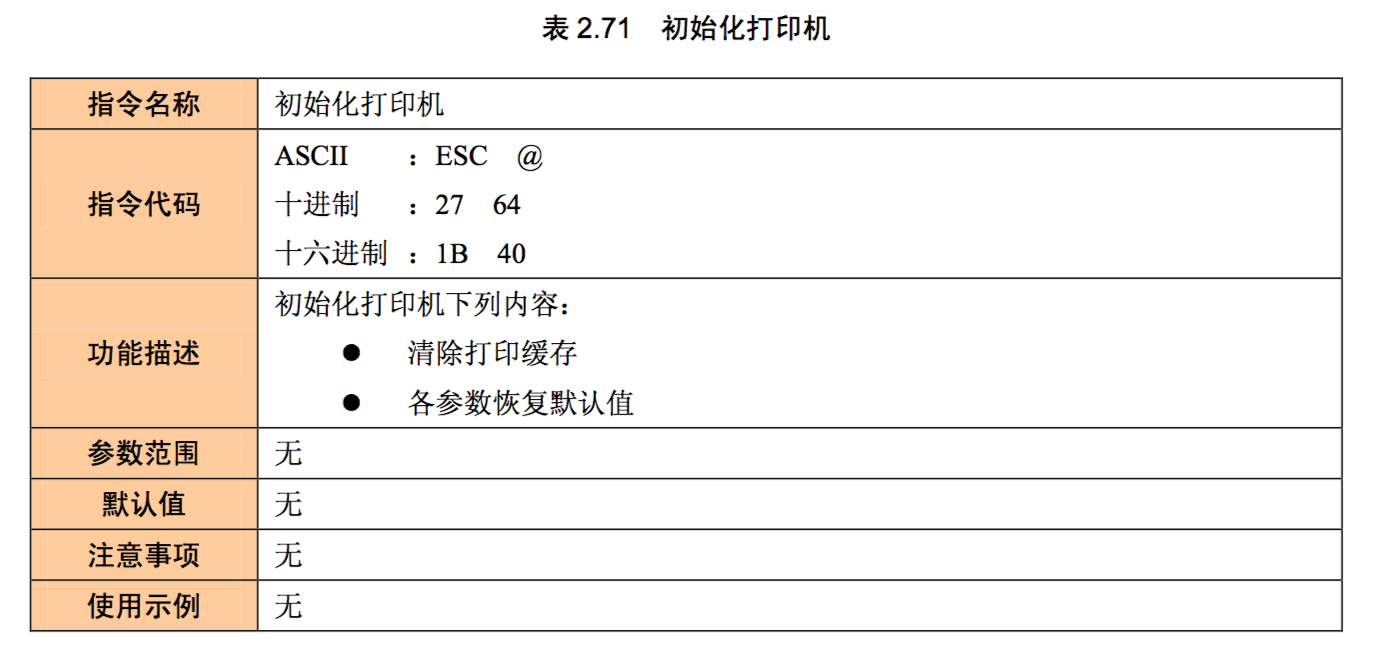 表 2.71 初始化打印机
指令名称 初始化打印机
指令代码
ASCII ：ESC @
十进制 ：27 64
十六进制 ：1B 40
功能描述
初始化打印机下列内容：
● 清除打印缓存
● 各参数恢复默认值
参数范围 无
默认值 无
注意事项 无
使用示例 无